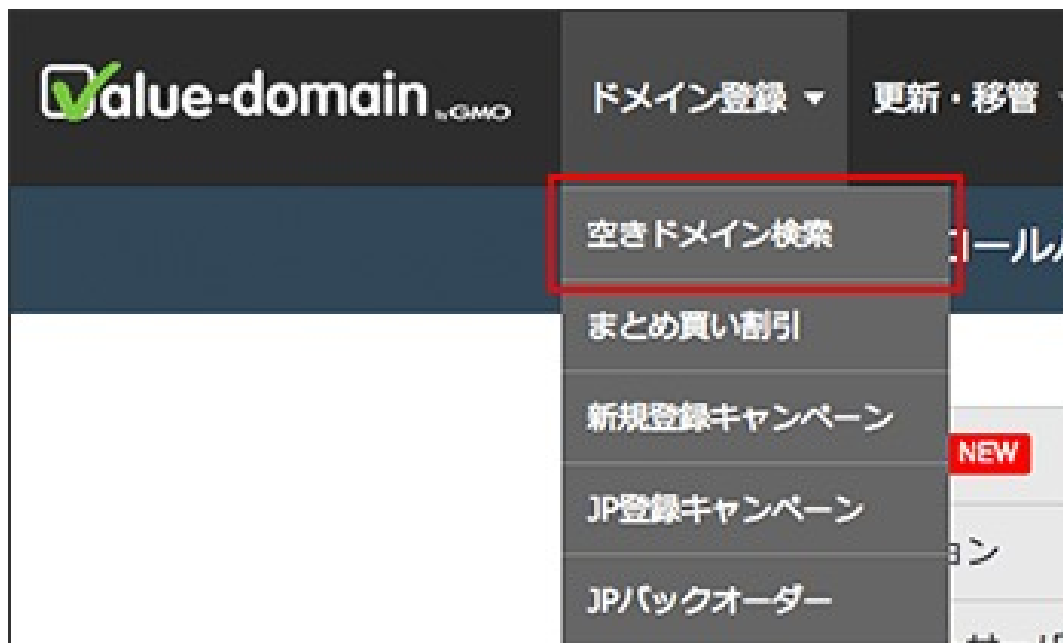 Value-domain by GMO
ドメイン登録 ▼
更新・移管
空きドメイン検索
まとめ買い割引
新規登録キャンペーン
NEW
JP登録キャンペーン
JPバックオーダー